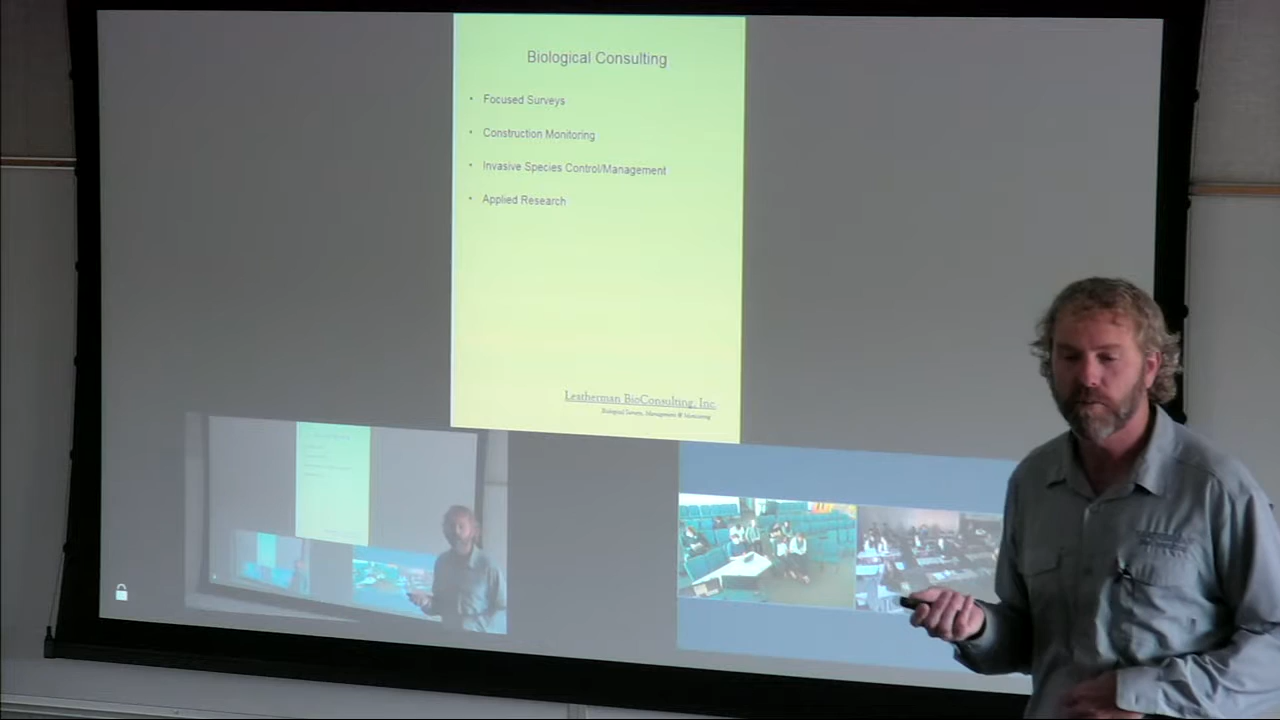 Biological Consulting
• Focused Surveys
• Construction Monitoring
• Invasive Species Control/Management
• Applied Research
Leatherman BioConsulting, Inc.
Biological Surveys, Management & Monitoring